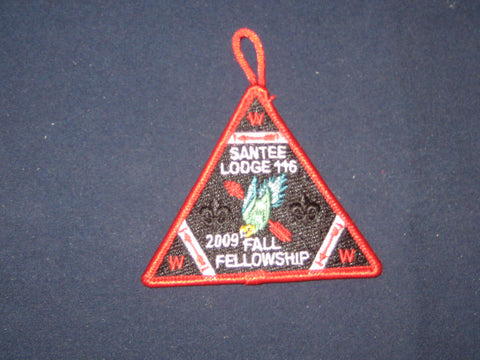 W
SANTEE
LODGE 116
2009 FALL
FELLOWSHIP
W
W